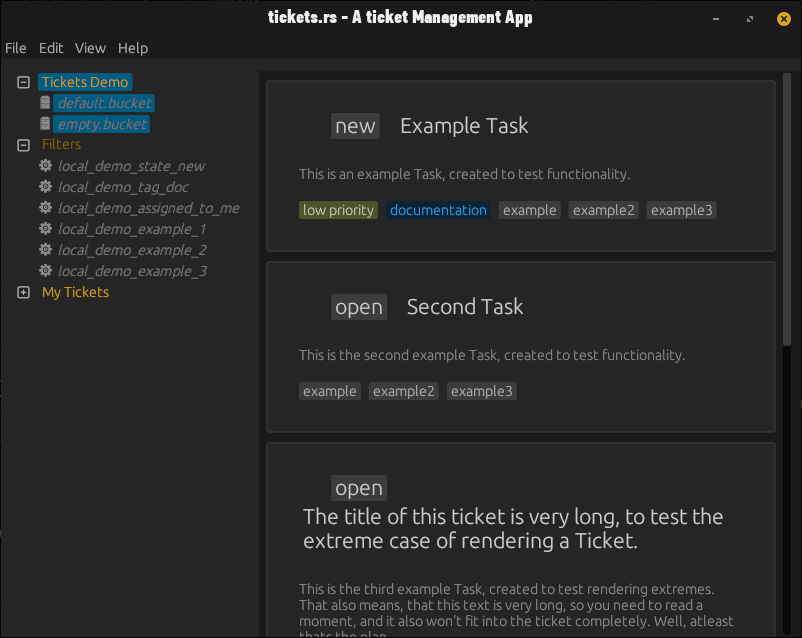 tickets.rs - A ticket Management App
File Edit View Help
Tickets Demo
default.bucket
empty.bucket
Filters
local_demo_state_new
local_demo_tag_doc
local_demo_assigned_to_me
local_demo_example_1
local_demo_example_2
local_demo_example_3
My Tickets
new Example Task
This is an example Task, created to test functionality.
low priority documentation example example2 example3
open Second Task
This is the second example Task, created to test functionality.
example example2 example3
open
The title of this ticket is very long, to test the
extreme case of rendering a Ticket.
This is the third example Task, created to test rendering extremes.
That also means, that this text is very long, so you need to read a
moment, and it also won't fit into the ticket completely. Well, atleast
thats the plan